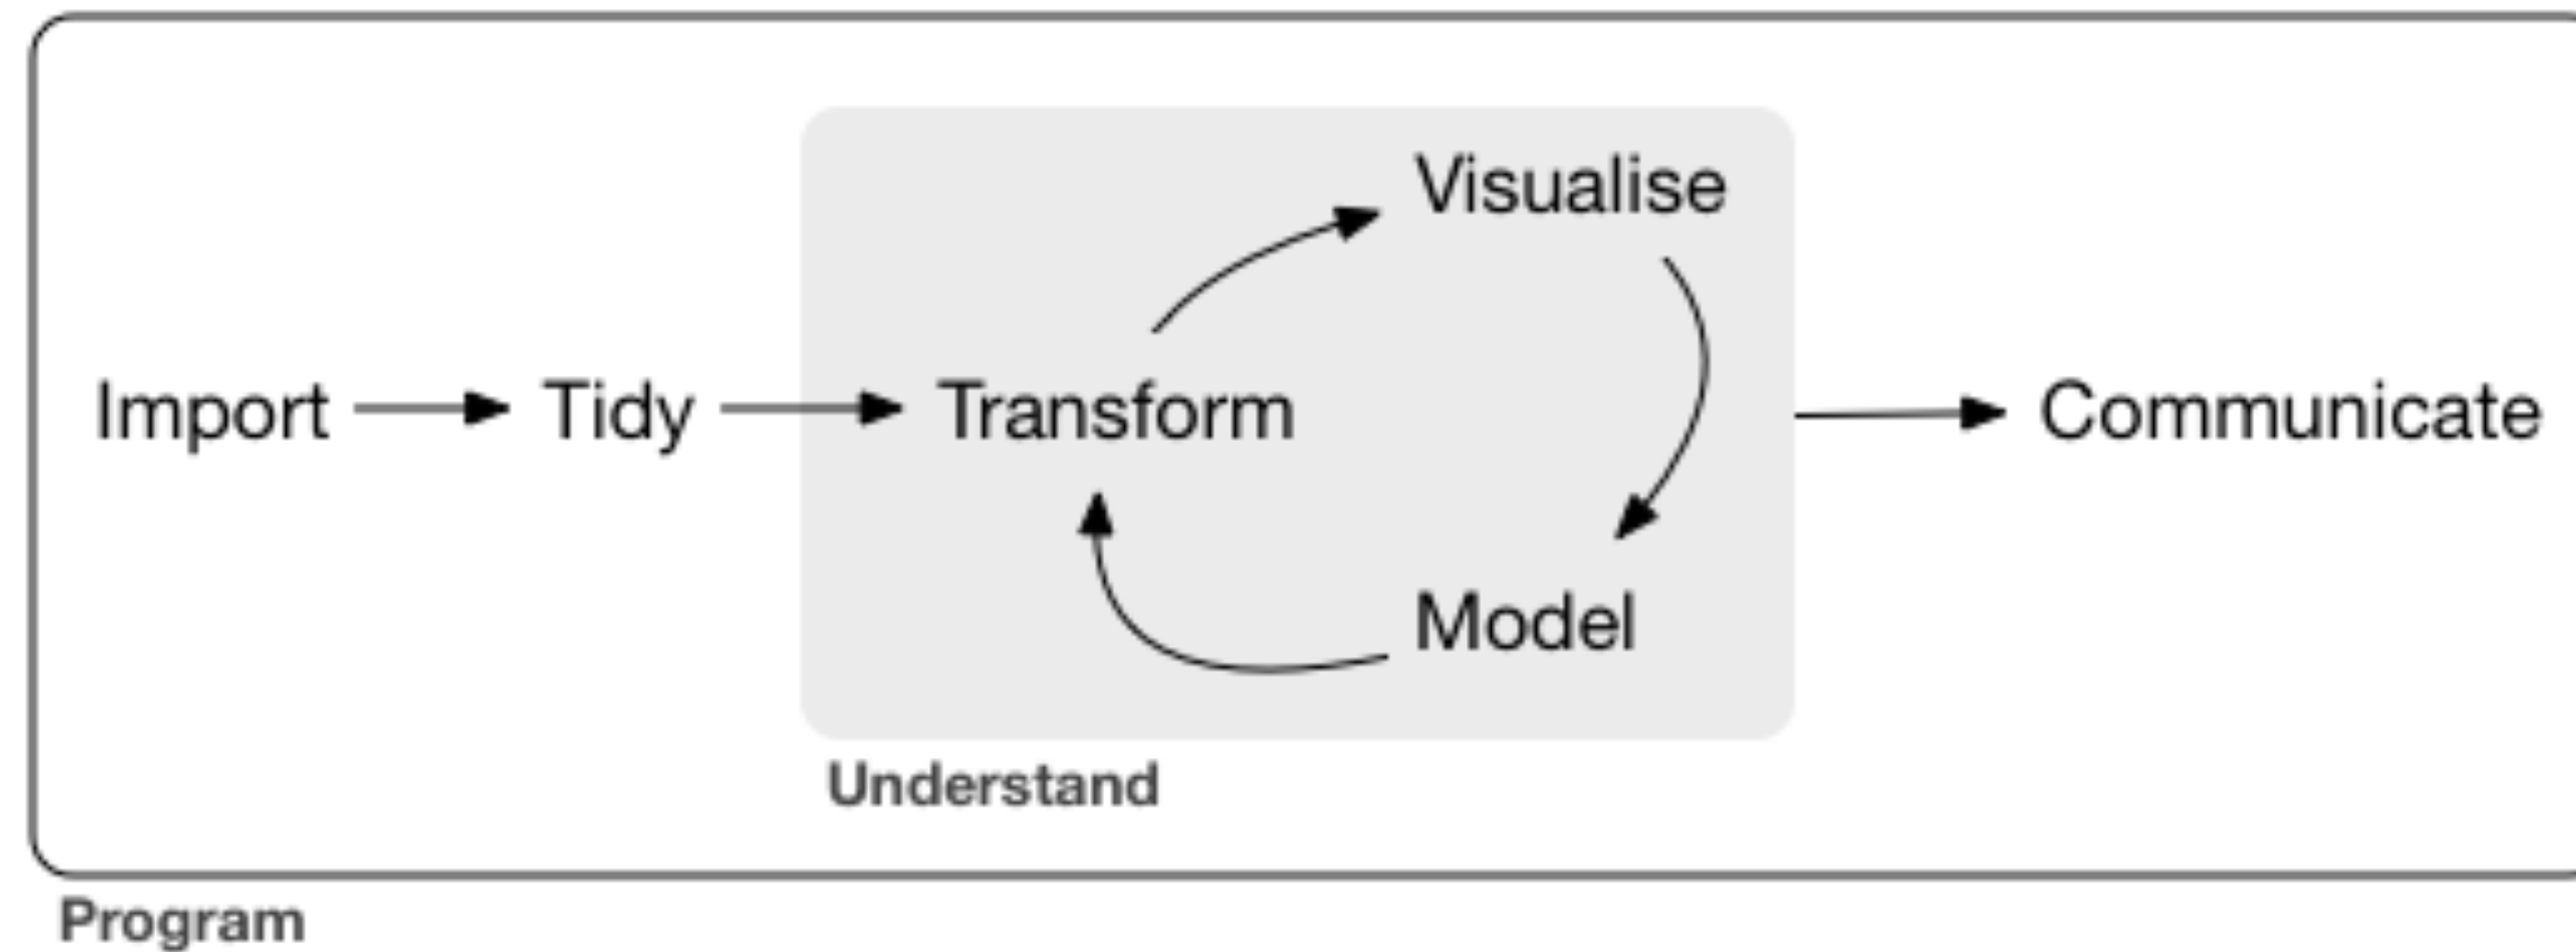 Visualise
Import Tidy Transform Communicate
Model
Understand
Program